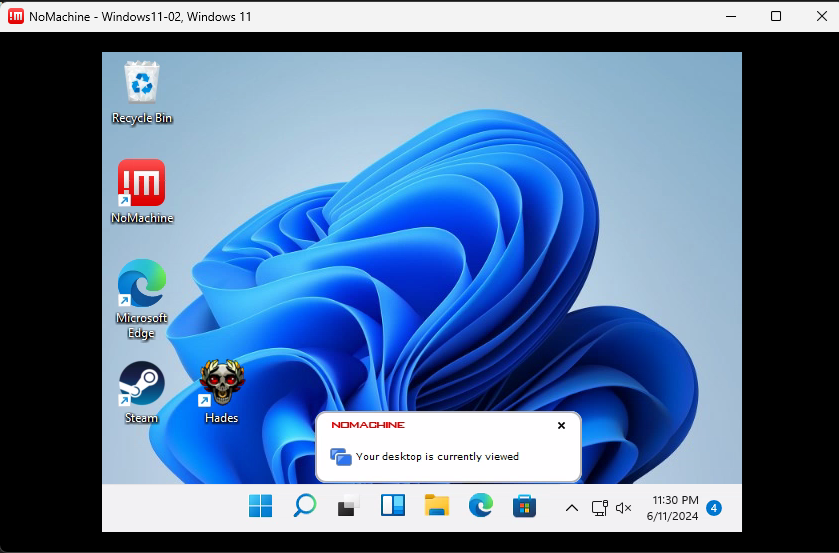 !M NoMachine - Windows11-02, Windows 11
Recycle Bin
!M
NoMachine
Microsoft
Edge
Steam
Hades
NOMACHINE
Your desktop is currently viewed
11:30 PM
6/11/2024
4